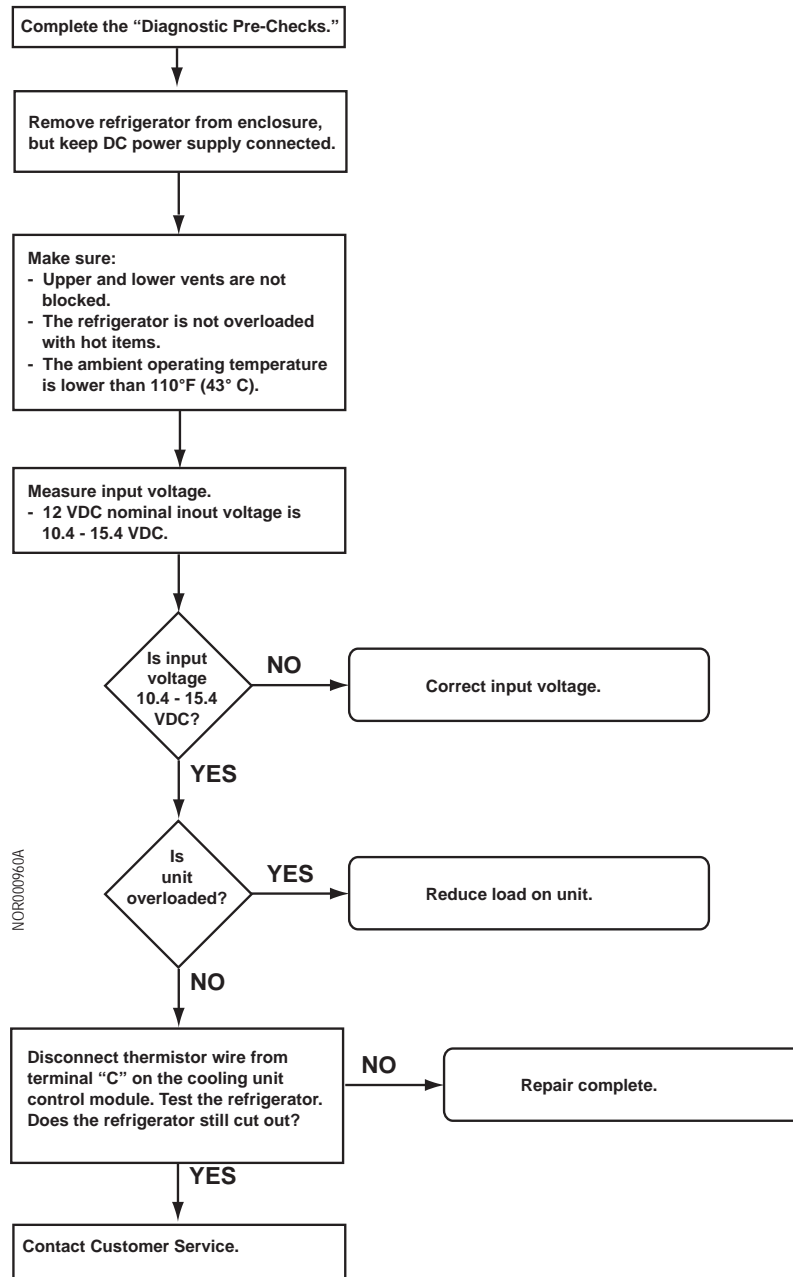 Complete the “Diagnostic Pre-Checks.”
Remove refrigerator from enclosure,
but keep DC power supply connected.
Make sure:
- Upper and lower vents are not
blocked.
- The refrigerator is not overloaded
with hot items.
- The ambient operating temperature
is lower than 110°F (43° C).
Measure input voltage.
- 12 VDC nominal inout voltage is
10.4 - 15.4 VDC.
Is input
voltage
10.4 - 15.4
VDC?
NO
Correct input voltage.
YES
Is
unit
overloaded?
YES
Reduce load on unit.
NO
NOR000960A
Disconnect thermistor wire from
terminal “C” on the cooling unit
control module. Test the refrigerator.
Does the refrigerator still cut out?
NO
Repair complete.
YES
Contact Customer Service.